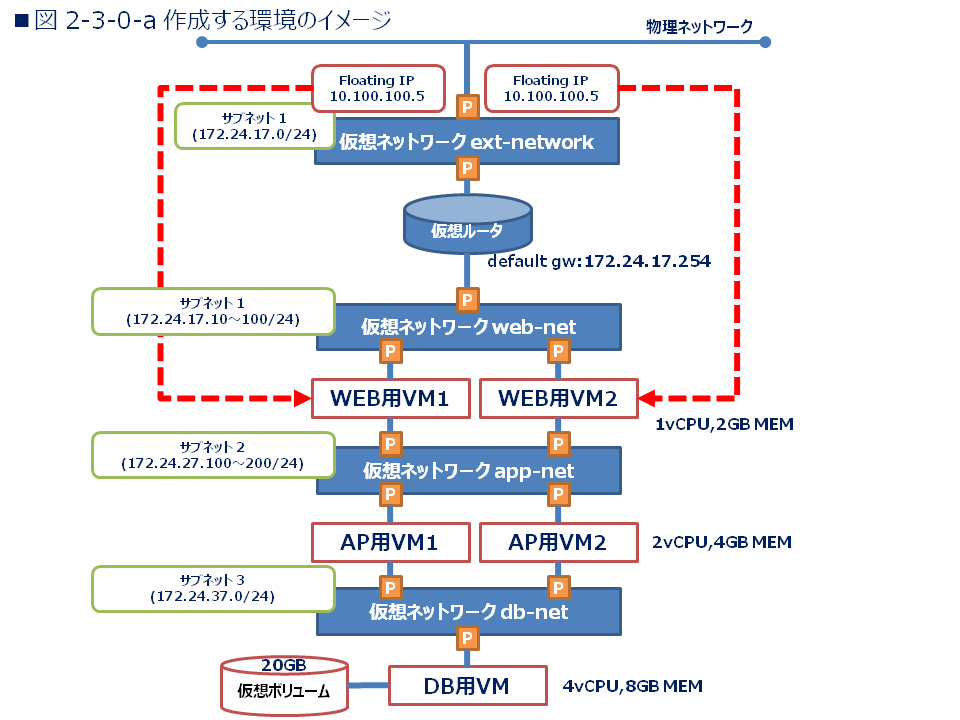 ■図 2-3-0-a 作成する環境のイメージ
物理ネットワーク
Floating IP
10.100.100.5
Floating IP
10.100.100.5
P
サブネット1
(172.24.17.0/24)
仮想ネットワーク ext-network
P
仮想ルータ
default gw:172.24.17.254
P
サブネット1
(172.24.17.10～100/24)
仮想ネットワーク web-net
P
P
WEB用VM1
WEB用VM2
1vCPU,2GB MEM
P
P
サブネット2
(172.24.27.100～200/24)
仮想ネットワーク app-net
P
P
AP用VM1
AP用VM2
2vCPU,4GB MEM
P
P
サブネット3
(172.24.37.0/24)
仮想ネットワーク db-net
P
20GB
仮想ボリューム
DB用VM
4vCPU,8GB MEM